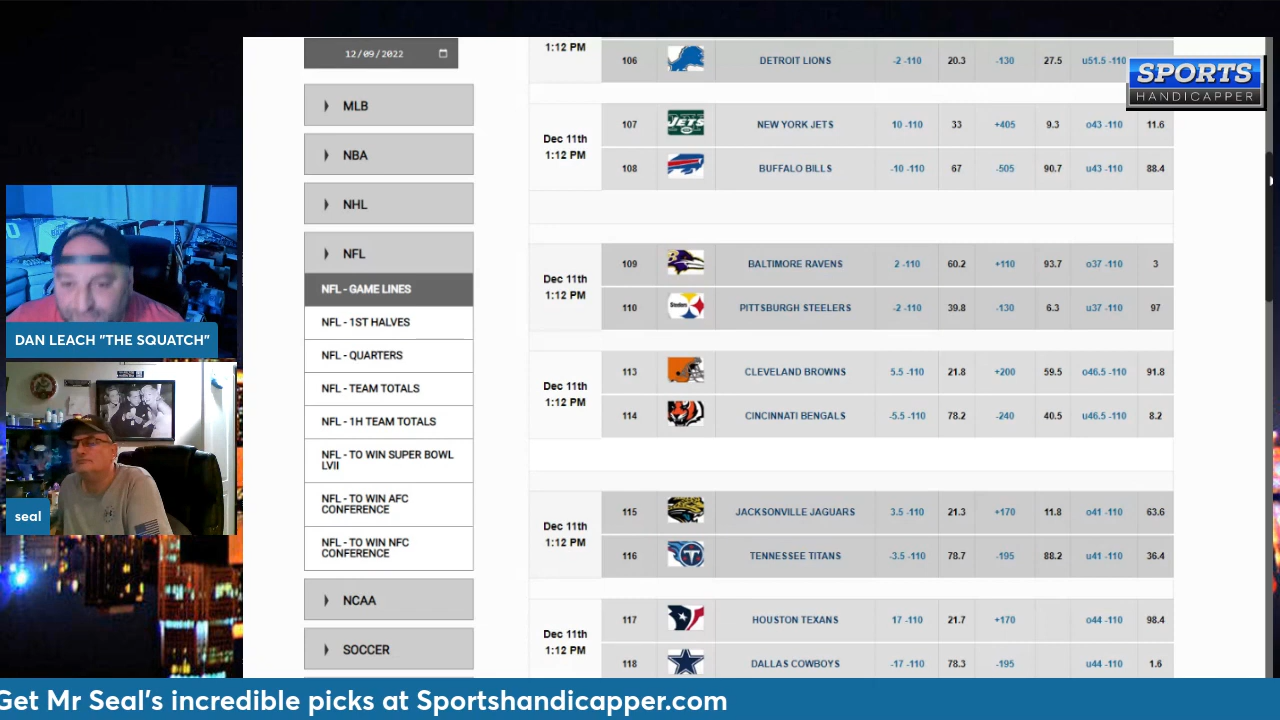 12/09/2022
MLB
NBA
NHL
NFL
NFL - GAME LINES
NFL - 1ST HALVES
NFL - QUARTERS
NFL - TEAM TOTALS
NFL - 1H TEAM TOTALS
NFL - TO WIN SUPER BOWL
LVII
NFL - TO WIN AFC
CONFERENCE
NFL - TO WIN NFC
CONFERENCE
NCAA
SOCCER
1:12 PM
106 DETROIT LIONS -2 -110 20.3 -130 27.5 u51.5 -110
SPORTS
HANDICAPPER
Dec 11th
1:12 PM
107 JETS NEW YORK JETS 10 -110 33 +405 9.3 o43 -110 11.6
108 BUFFALO BILLS -10 -110 67 -505 90.7 u43 -110 88.4
Dec 11th
1:12 PM
109 BALTIMORE RAVENS 2 -110 60.2 +110 93.7 o37 -110 3
110 Steelers PITTSBURGH STEELERS -2 -110 39.8 -130 6.3 u37 -110 97
Dec 11th
1:12 PM
113 CLEVELAND BROWNS 5.5 -110 21.8 +200 59.5 o46.5 -110 91.8
114 CINCINNATI BENGALS -5.5 -110 78.2 -240 40.5 u46.5 -110 8.2
Dec 11th
1:12 PM
115 JACKSONVILLE JAGUARS 3.5 -110 21.3 +170 11.8 o41 -110 63.6
116 TENNESSEE TITANS -3.5 -110 78.7 -195 88.2 u41 -110 36.4
Dec 11th
1:12 PM
117 HOUSTON TEXANS 17 -110 21.7 +170 o44 -110 98.4
118 DALLAS COWBOYS -17 -110 78.3 -195 u44 -110 1.6
DAN LEACH "THE SQUATCH"
seal
Get Mr Seal's incredible picks at Sportshandicapper.com